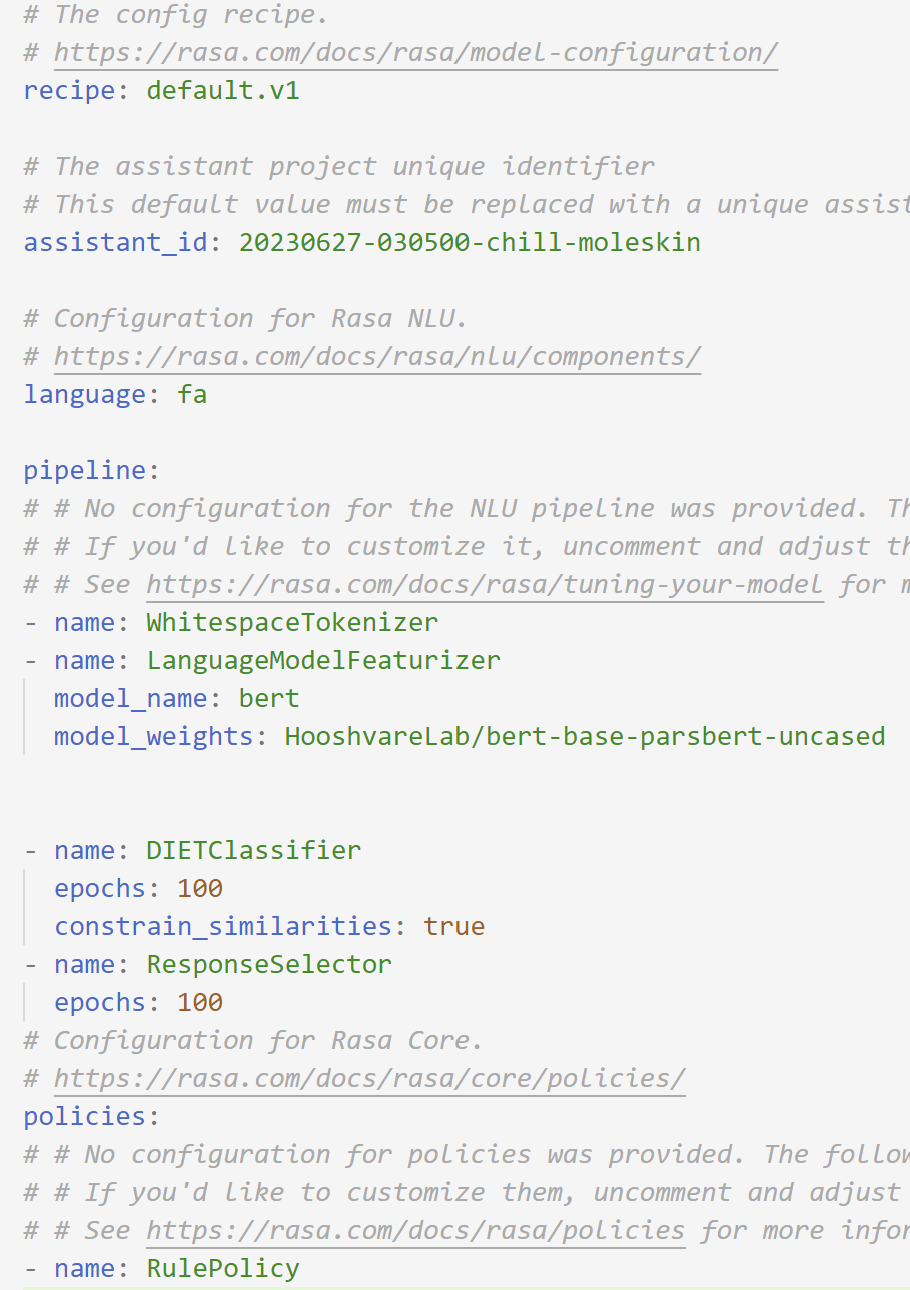 # The config recipe.
# https://rasa.com/docs/rasa/model-configuration/
recipe: default.v1
# The assistant project unique identifier
# This default value must be replaced with a unique assist
assistant_id: 20230627-030500-chill-moleskin
# Configuration for Rasa NLU.
# https://rasa.com/docs/rasa/nlu/components/
language: fa
pipeline:
# # No configuration for the NLU pipeline was provided. Th
# # If you'd like to customize it, uncomment and adjust th
# # See https://rasa.com/docs/rasa/tuning-your-model for m
- name: WhitespaceTokenizer
- name: LanguageModelFeaturizer
  model_name: bert
  model_weights: HooshvareLab/bert-base-parsbert-uncased
- name: DIETClassifier
  epochs: 100
  constrain_similarities: true
- name: ResponseSelector
  epochs: 100
# Configuration for Rasa Core.
# https://rasa.com/docs/rasa/core/policies/
policies:
# # No configuration for policies was provided. The follow
# # If you'd like to customize them, uncomment and adjust
# # See https://rasa.com/docs/rasa/policies for more infor
- name: RulePolicy